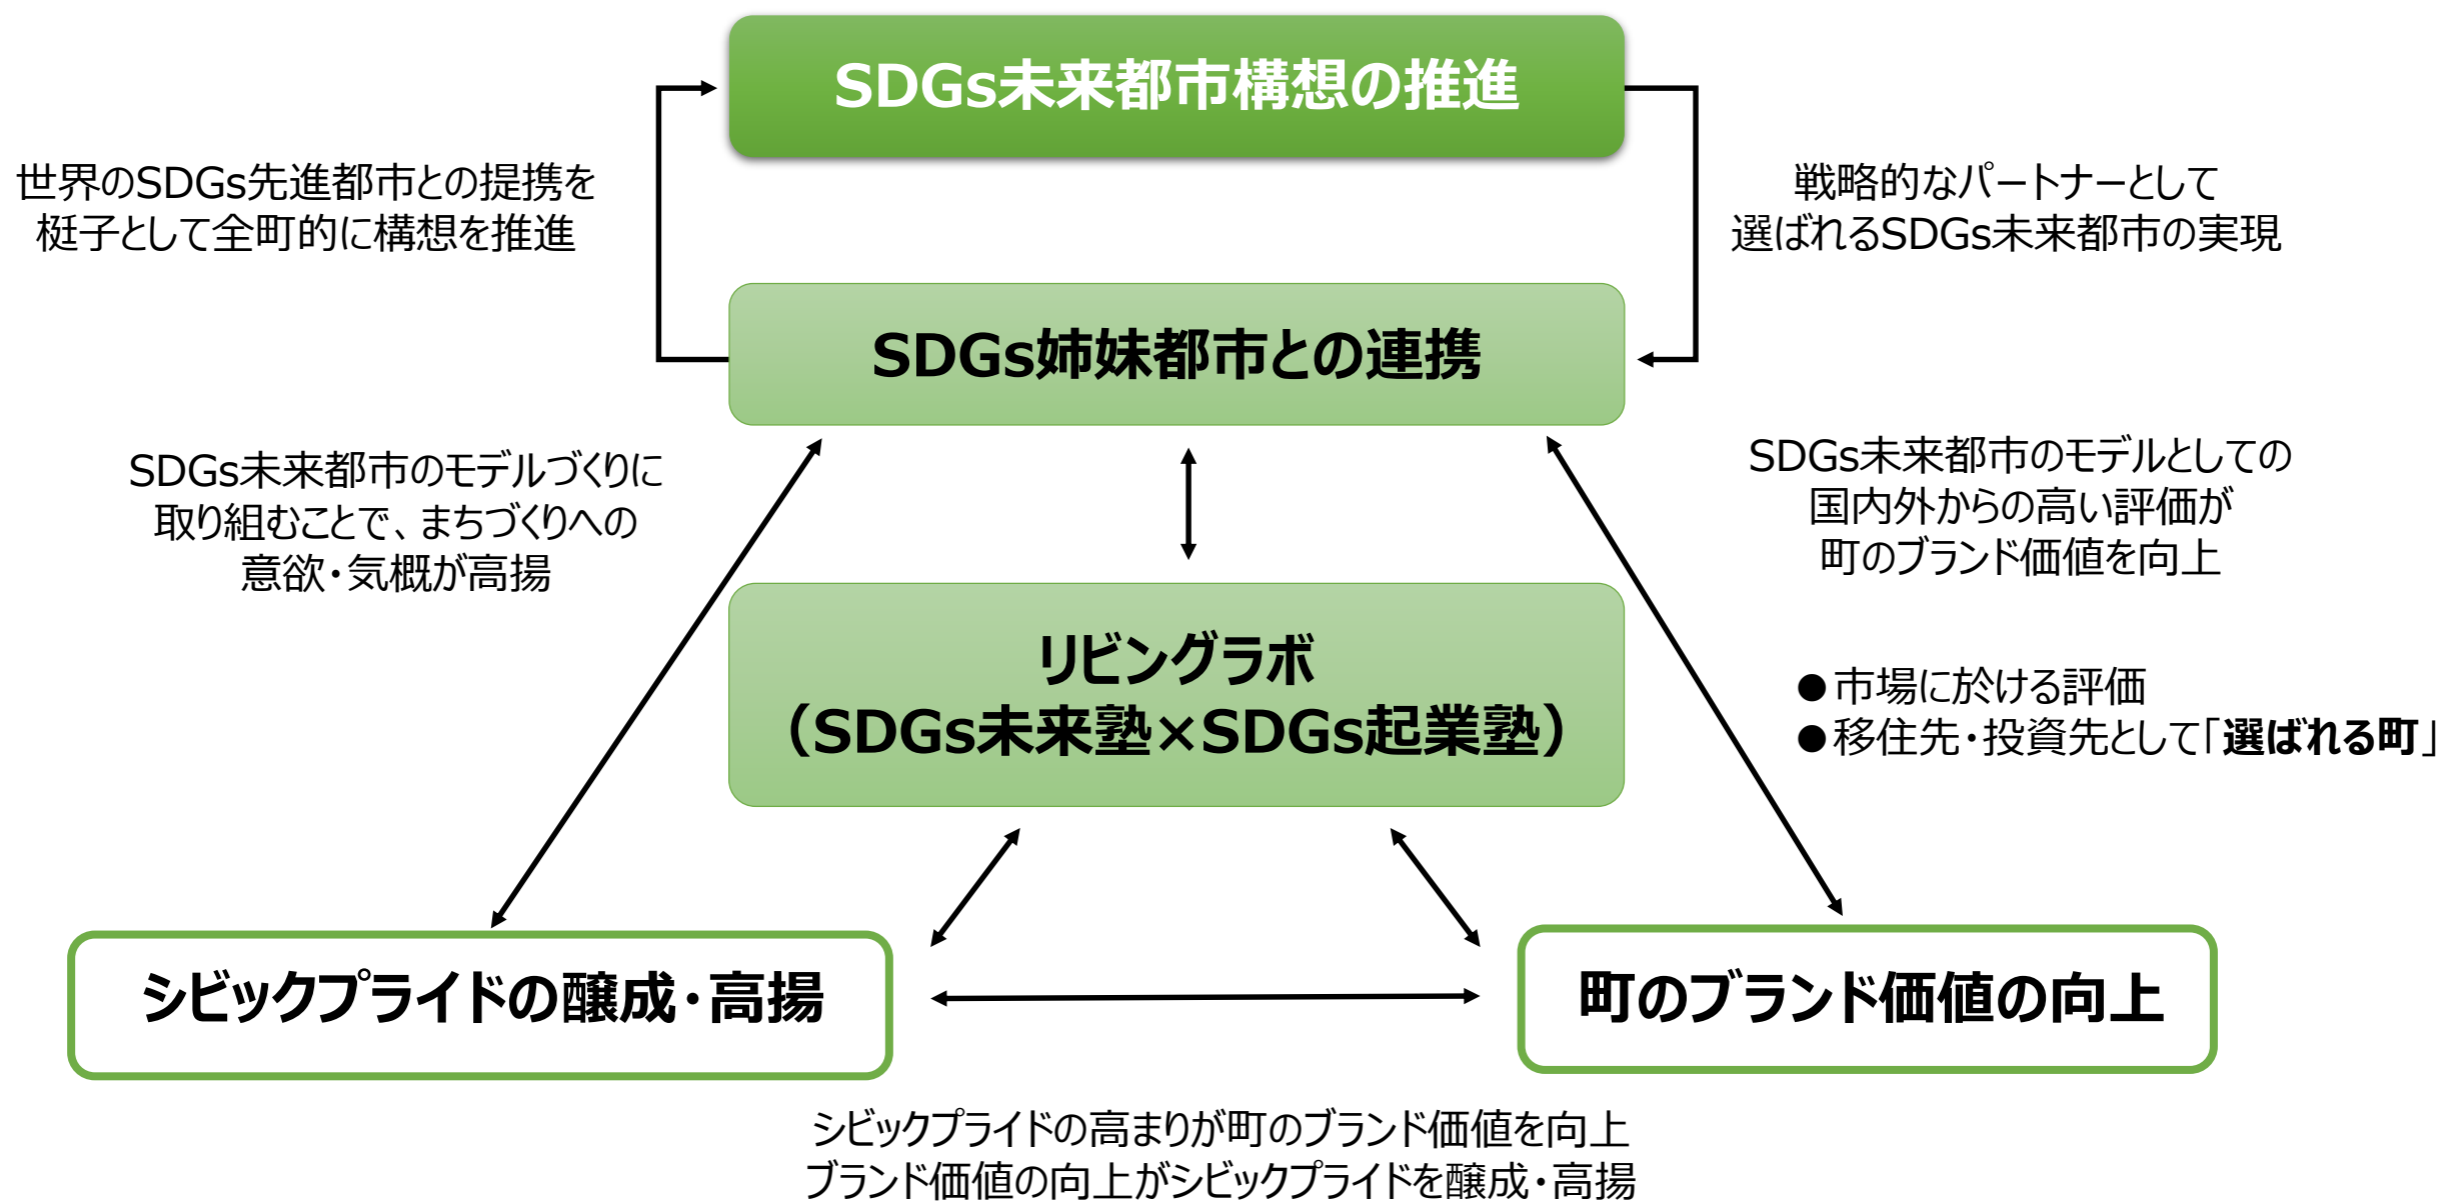 SDGs未来都市構想の推進
世界のSDGs先進都市との提携を
梃子として全町的に構想を推進
戦略的なパートナーとして
選ばれるSDGs未来都市の実現
SDGs姉妹都市との連携
SDGs未来都市のモデルづくりに
取り組むことで、まちづくりへの
意欲・気概が高揚
SDGs未来都市のモデルとしての
国内外からの高い評価が
町のブランド価値を向上
リビングラボ
（SDGs未来塾×SDGs起業塾）
●市場に於ける評価
●移住先・投資先として「選ばれる町」
シビックプライドの醸成・高揚
町のブランド価値の向上
シビックプライドの高まりが町のブランド価値を向上
ブランド価値の向上がシビックプライドを醸成・高揚